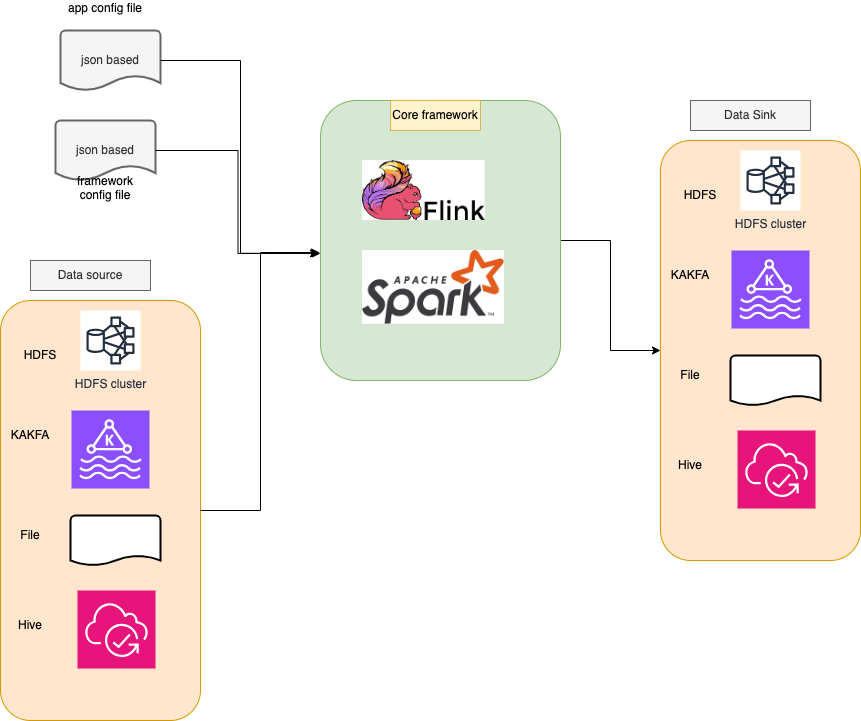 app config file
json based
json based
framework
config file
Data source
HDFS
HDFS cluster
KAKFA
K
File
Hive
Core framework
Flink
APACHE
Spark™
Data Sink
HDFS
HDFS cluster
KAKFA
K
File
Hive